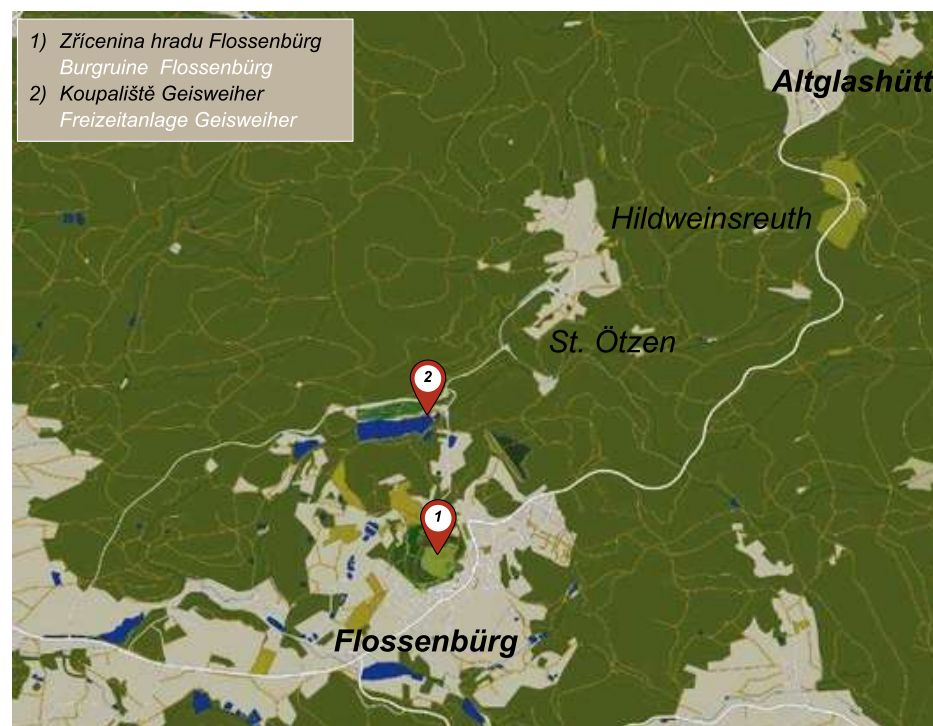 1) Zřícenina hradu Flossenbürg
Burgruine Flossenbürg
2) Koupaliště Geisweiher
Freizeitanlage Geisweiher
Altglashütt
Hildweinsreuth
St. Ötzen
2
1
Flossenbürg